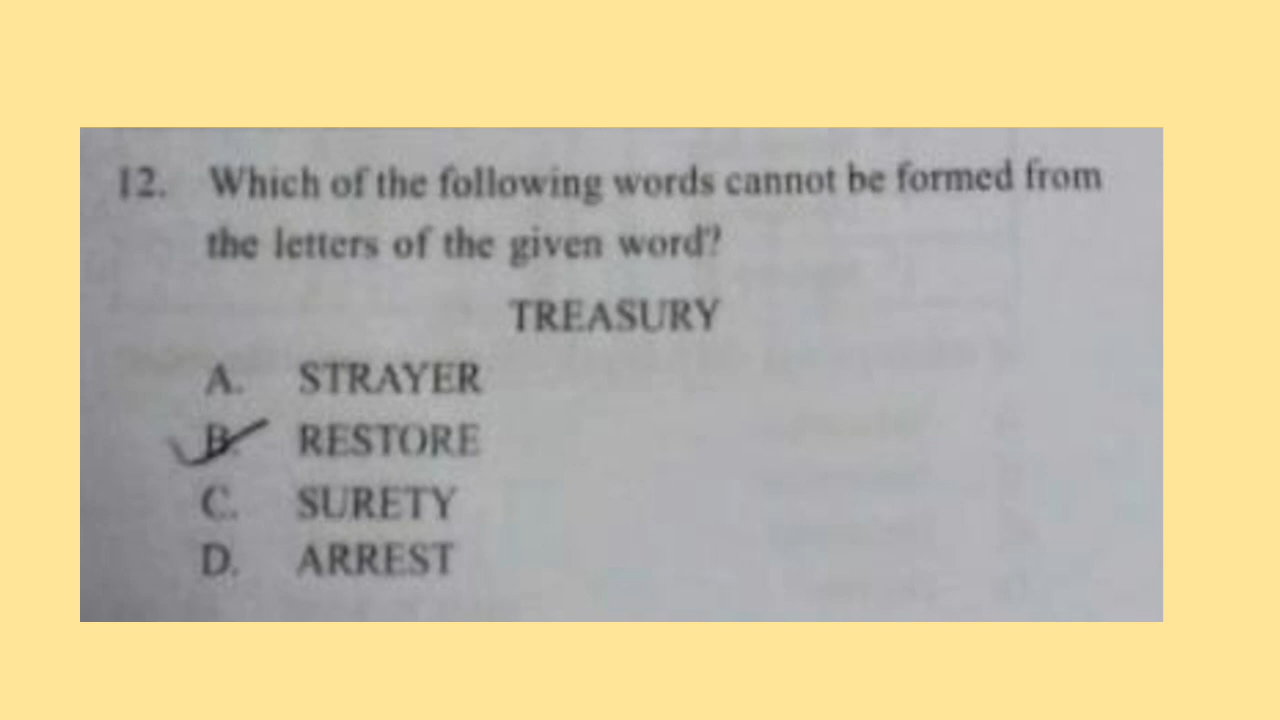 12. Which of the following words cannot be formed from
the letters of the given word?
TREASURY
A. STRAYER
B. RESTORE
C. SURETY
D. ARREST